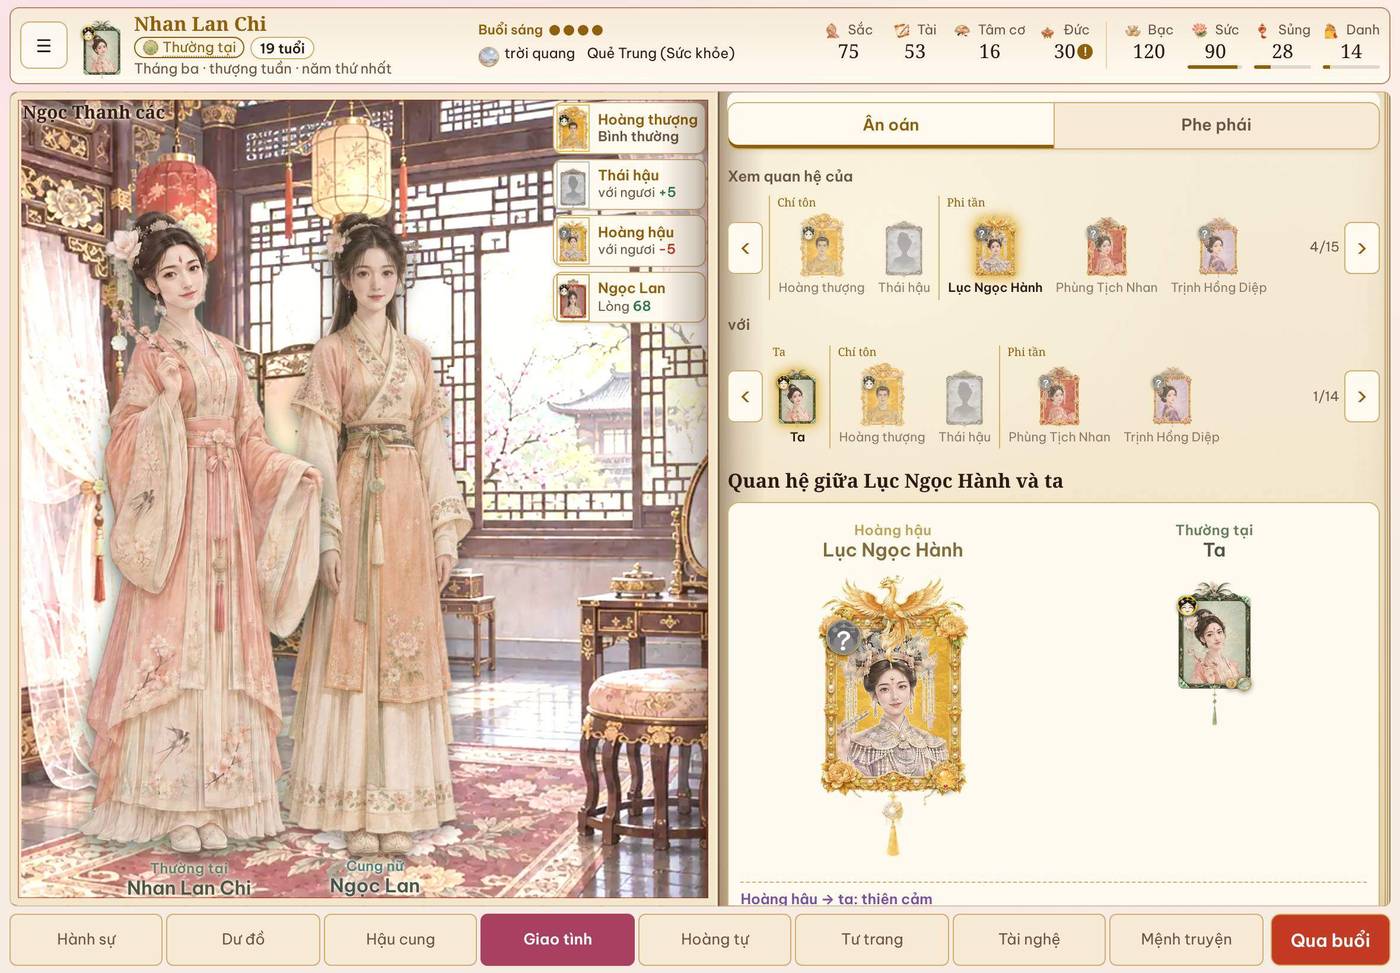 ☰
Nhan Lan Chi
Thường tại
19 tuổi
Tháng ba · thượng tuần · năm thứ nhất
Buổi sáng
trời quang Quẻ Trung (Sức khỏe)
Sắc
75
Tài
53
Tâm cơ
16
Đức
30 !
Bạc
120
Sức
90
Sủng
28
Danh
14
Ngọc Thanh các
Hoàng thượng
Bình thường
Thái hậu
với ngươi +5
Hoàng hậu
với ngươi -5
Ngọc Lan
Lòng 68
Thường tại
Nhan Lan Chi
Cung nữ
Ngọc Lan
Ân oán
Phe phái
Xem quan hệ của
Chí tôn
Phi tần
<
?
?
?
Hoàng thượng
Thái hậu
Lục Ngọc Hành
Phùng Tịch Nhan
Trịnh Hồng Diệp
4/15
>
với
Ta
Chí tôn
Phi tần
<
?
?
Ta
Hoàng thượng
Thái hậu
Phùng Tịch Nhan
Trịnh Hồng Diệp
1/14
>
Quan hệ giữa Lục Ngọc Hành và ta
Hoàng hậu
Lục Ngọc Hành
?
Thường tại
Ta
Hoàng hậu → ta: thiên cảm
Hành sự
Dư đồ
Hậu cung
Giao tình
Hoàng tự
Tư trang
Tài nghệ
Mệnh truyện
Qua buổi